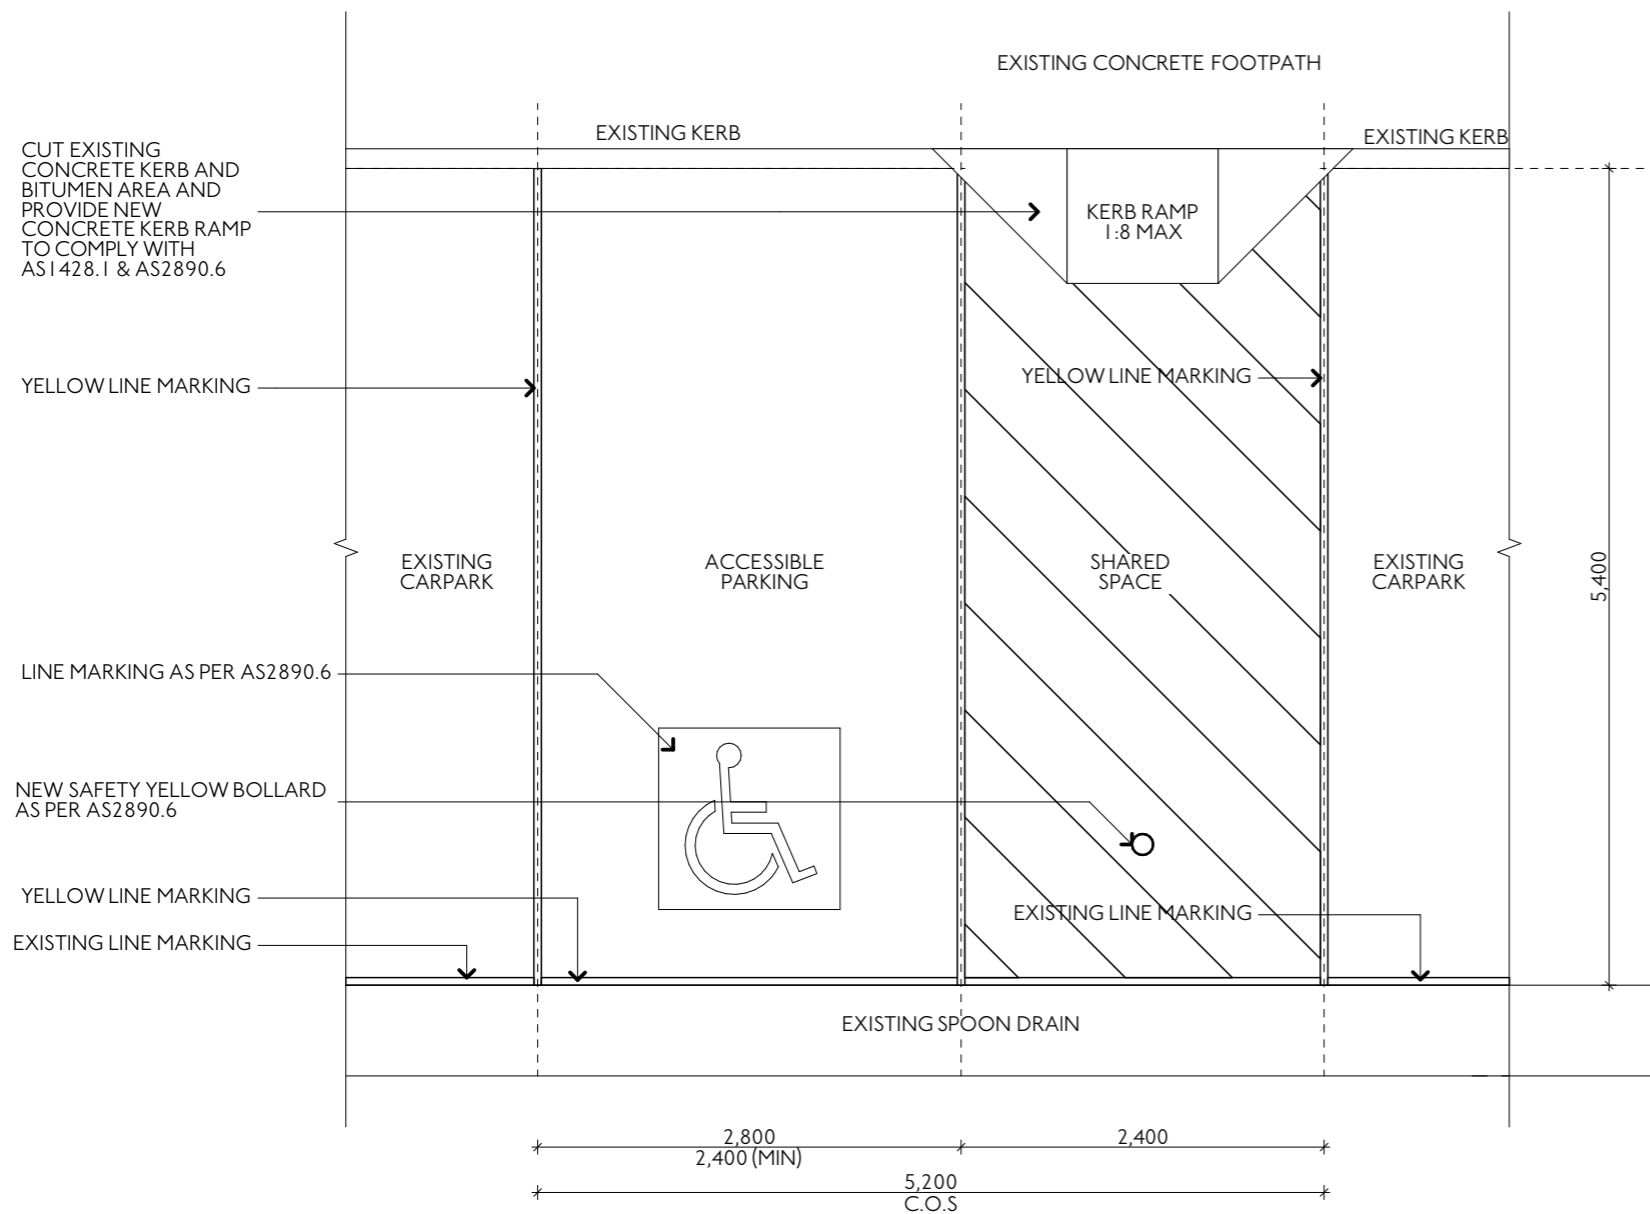 EXISTING CONCRETE FOOTPATH
EXISTING KERB
EXISTING KERB
CUT EXISTING
CONCRETE KERB AND
BITUMEN AREA AND
PROVIDE NEW
CONCRETE KERB RAMP
TO COMPLY WITH
AS1428.1 & AS2890.6
KERB RAMP
1:8 MAX
YELLOW LINE MARKING
YELLOW LINE MARKING
EXISTING
CARPARK
ACCESSIBLE
PARKING
SHARED
SPACE
EXISTING
CARPARK
5,400
LINE MARKING AS PER AS2890.6
NEW SAFETY YELLOW BOLLARD
AS PER AS2890.6
YELLOW LINE MARKING
EXISTING LINE MARKING
EXISTING LINE MARKING
EXISTING SPOON DRAIN
2,800
2,400 (MIN)
2,400
5,200
C.O.S